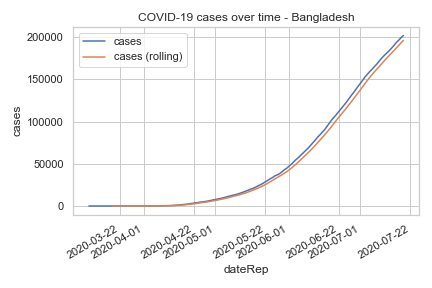 COVID-19 cases over time - Bangladesh
cases
cases (rolling)
200000
150000
100000
50000
0
cases
2020-03-22
2020-04-01
2020-04-22
2020-05-01
2020-05-22
2020-06-01
2020-06-22
2020-07-01
2020-07-22
dateRep